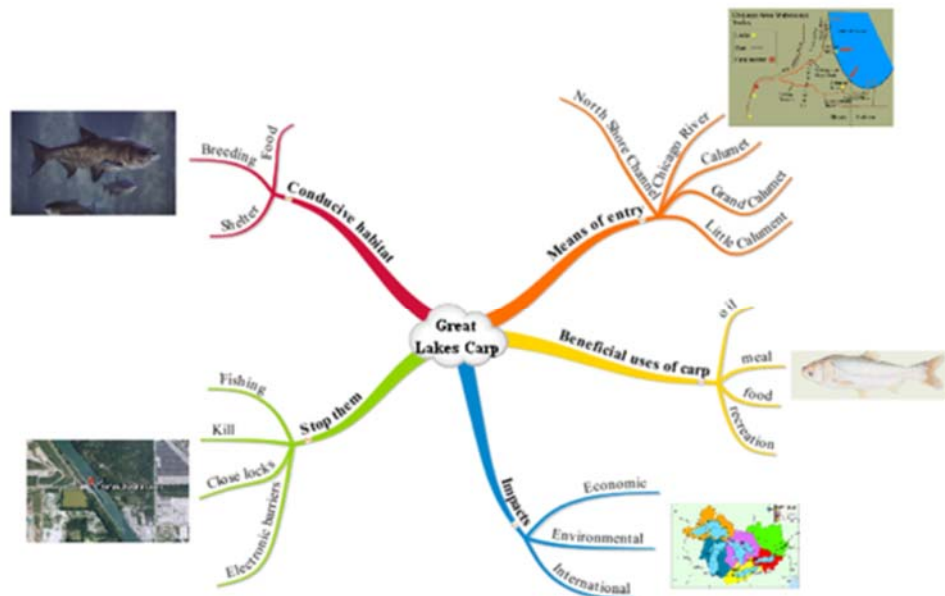 Great
Lakes Carp
Conducive habitat
Food
Breeding
Shelter
Means of entry
North Shore Channel
Chicago River
Calumet
Grand Calumet
Little Calument
Beneficial uses of carp
oil
meal
food
recreation
Impacts
Economic
Environmental
International
Stop them
Fishing
Kill
Close locks
Electronic barriers